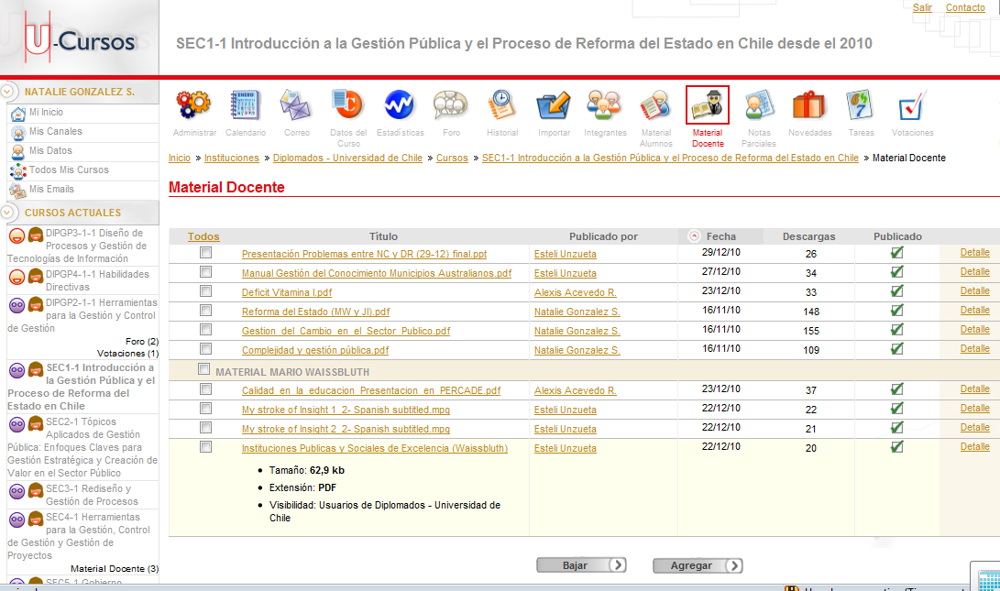 Salir Contacto
U-Cursos
SEC1-1 Introducción a la Gestión Pública y el Proceso de Reforma del Estado en Chile desde el 2010
NATALIE GONZALEZ S.
Mi Inicio
Mis Canales
Mis Datos
Todos Mis Cursos
Mis Emails
CURSOS ACTUALES
DIPGP3-1-1 Diseño de
Procesos y Gestión de
Tecnologías de Información
DIPGP4-1-1 Habilidades
Directivas
DIPGP2-1-1 Herramientas
para la Gestión y Control
de Gestión
Foro (2)
Votaciones (1)
SEC1-1 Introducción a
la Gestión Pública y el
Proceso de Reforma del
Estado en Chile
SEC2-1 Tópicos
Aplicados de Gestión
Pública: Enfoques Claves para
Gestión Estratégica y Creación de
Valor en el Sector Público
SEC3-1 Rediseño y
Gestión de Procesos
SEC4-1 Herramientas
para la Gestión, Control
de Gestión y Gestión de
Proyectos
Material Docente (3)
SEC5-1 Gobierno
ENERO
Administrar Calendario Correo Datos del Curso Estadísticas Foro Historial Importar Integrantes Material Alumnos Material Docente Notas Parciales Novedades Tareas Votaciones
Inicio » Instituciones » Diplomados - Universidad de Chile » Cursos » SEC1-1 Introducción a la Gestión Pública y el Proceso de Reforma del Estado en Chile » Material Docente
Material Docente
Todos Título Publicado por Fecha Descargas Publicado
Presentación Problemas entre NC y DR (29-12) final.ppt Esteli Unzueta 29/12/10 26 Detalle
Manual Gestión del Conocimiento Municipios Australianos.pdf Esteli Unzueta 27/12/10 34 Detalle
Deficit Vitamina I.pdf Alexis Acevedo R. 23/12/10 33 Detalle
Reforma del Estado (MW y JI).pdf Natalie Gonzalez S. 16/11/10 148 Detalle
Gestion_del_Cambio_en_el_Sector_Publico.pdf Natalie Gonzalez S. 16/11/10 155 Detalle
Complejidad y gestión pública.pdf Natalie Gonzalez S. 16/11/10 109 Detalle
MATERIAL MARIO WAISSBLUTH
Calidad_en_la_educacion_Presentacion_en_PERCADE.pdf Alexis Acevedo R. 23/12/10 37 Detalle
My stroke of Insight 1_2- Spanish subtitled.mpg Esteli Unzueta 22/12/10 22 Detalle
My stroke of Insight 2_2- Spanish subtitled.mpg Esteli Unzueta 22/12/10 21 Detalle
Instituciones Publicas y Sociales de Excelencia (Waissbluth) Esteli Unzueta 22/12/10 20 Detalle
• Tamaño: 62,9 kb
• Extensión: PDF
• Visibilidad: Usuarios de Diplomados - Universidad de
Chile
Bajar Agregar